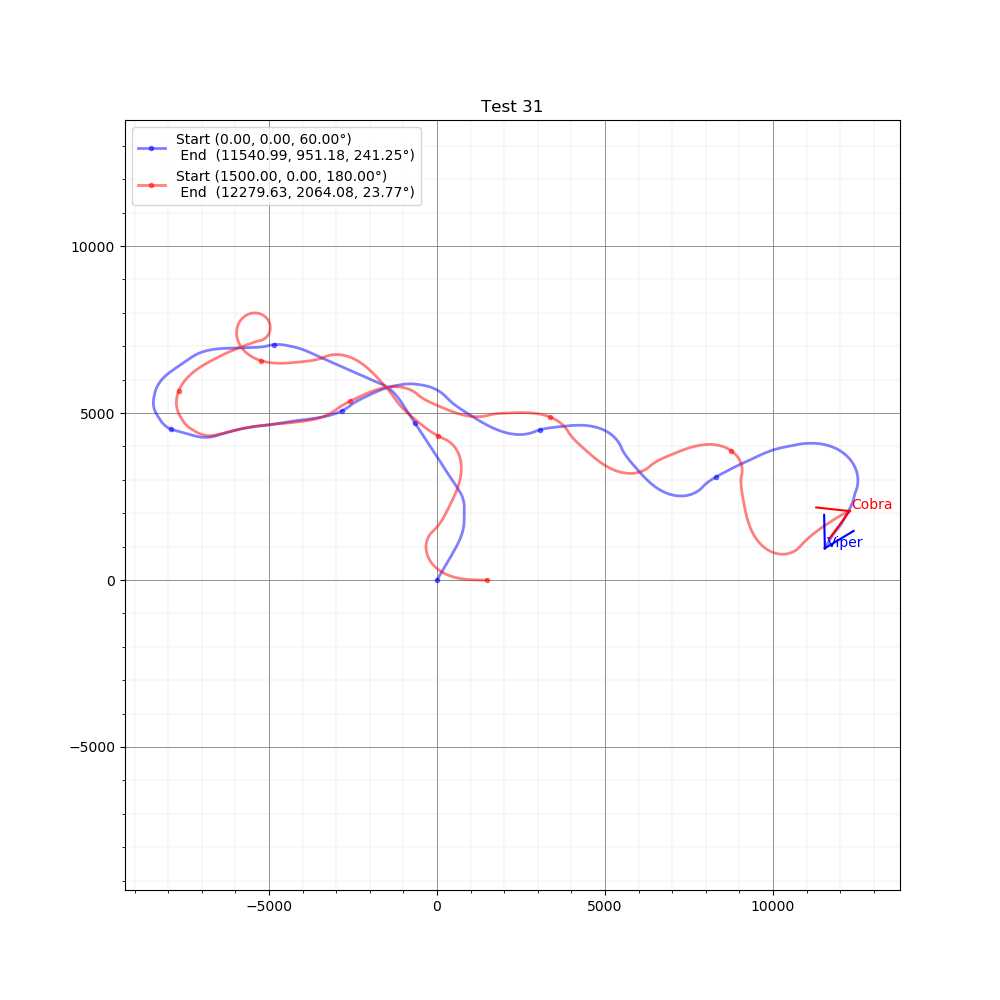 Test 31
Start (0.00, 0.00, 60.00°)
End (11540.99, 951.18, 241.25°)
Start (1500.00, 0.00, 180.00°)
End (12279.63, 2064.08, 23.77°)
10000
5000
0
−5000
Cobra
Viper
−5000 0 5000 10000